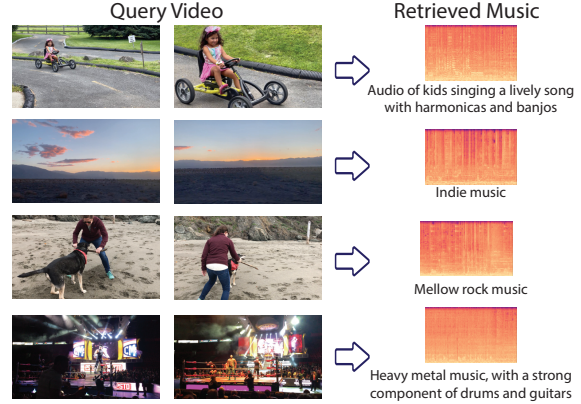 Query Video
Retrieved Music
Audio of kids singing a lively song
with harmonicas and banjos
Indie music
Mellow rock music
Heavy metal music, with a strong
component of drums and guitars